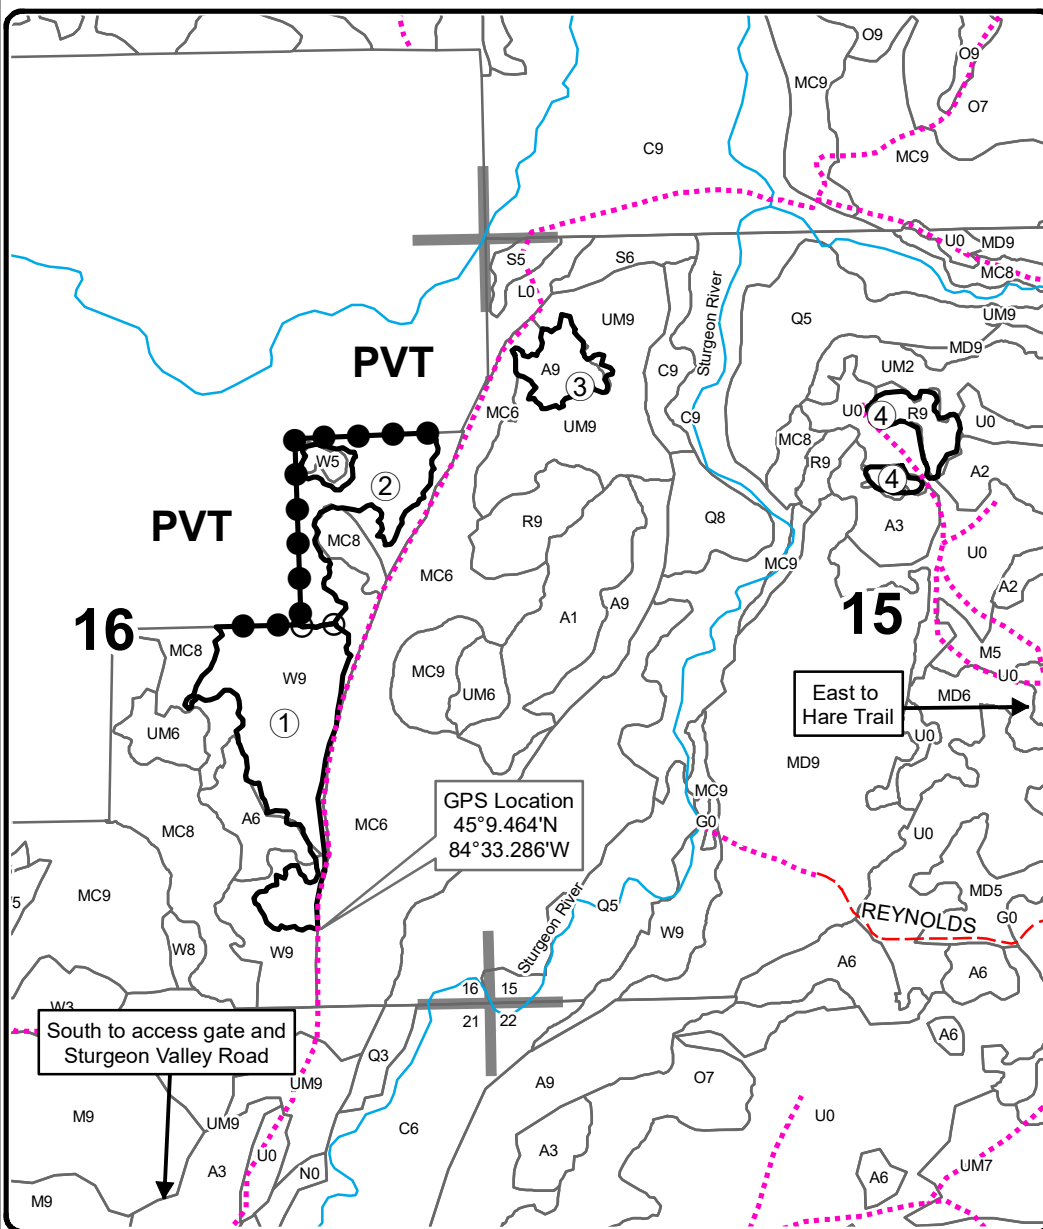 O9
O9
MC9
O7
C9
MC9
U0
MD9
S5
S6
MC8
L0
Sturgeon River
UM9
Q5
UM9
MD9
PVT
A9
3
C9
UM2
MC6
UM9
C9
U0
4
R9
U0
MC8
W5
R9
2
4
A2
PVT
R9
Q8
A3
MC8
U0
MC9
MC6
A2
16
A9
15
A1
MC8
M5
W9
MC9
U0
UM6
East to
Hare Trail
MD6
1
UM6
U0
MD9
GPS Location
45°9.464'N
84°33.286'W
MC9
A6
MC6
G0
MC8
U0
MC9
MD5
Sturgeon River
Q5
REYNOLDS
G0
W9
W8
W9
A6
A6
16
15
W3
21
22
South to access gate and
Sturgeon Valley Road
A6
Q3
UM9
A9
O7
M9
UM9
C6
U0
U0
A3
A3
N0
A6
UM7
M9